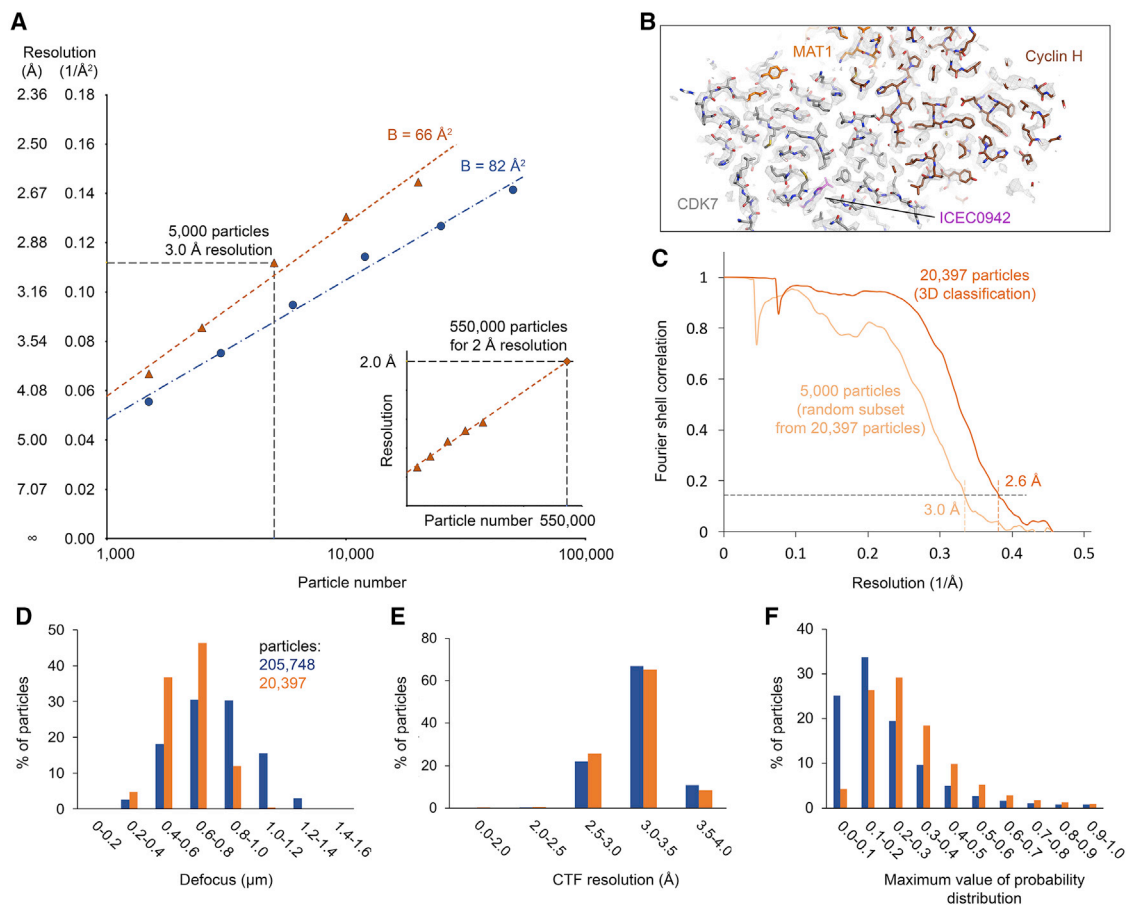 A
Resolution
(Å) (1/Å²)
2.36 0.18
2.50 0.16
2.67 0.14
2.88 0.12
3.16 0.10
3.54 0.08
4.08 0.06
5.00 0.04
7.07 0.02
∞ 0.00
B = 66 Å²
B = 82 Å²
5,000 particles
3.0 Å resolution
550,000 particles
for 2 Å resolution
2.0 Å
Resolution
Particle number 550,000
1,000 10,000 100,000
Particle number
B
MAT1
Cyclin H
CDK7
ICEC0942
C
Fourier shell correlation
1
0.8
0.6
0.4
0.2
0
20,397 particles
(3D classification)
5,000 particles
(random subset
from 20,397 particles)
2.6 Å
3.0 Å
0 0.1 0.2 0.3 0.4 0.5
Resolution (1/Å)
D
% of particles
50
40
30
20
10
0
particles:
205,748
20,397
0-0.2 0.2-0.4 0.4-0.6 0.6-0.8 0.8-1.0 1.0-1.2 1.2-1.4 1.4-1.6
Defocus (μm)
E
% of particles
80
60
40
20
0
0.0-2.0 2.0-2.5 2.5-3.0 3.0-3.5 3.5-4.0
CTF resolution (Å)
F
% of particles
40
30
20
10
0
0.0-0.1 0.1-0.2 0.2-0.3 0.3-0.4 0.4-0.5 0.5-0.6 0.6-0.7 0.7-0.8 0.8-0.9 0.9-1.0
Maximum value of probability
distribution